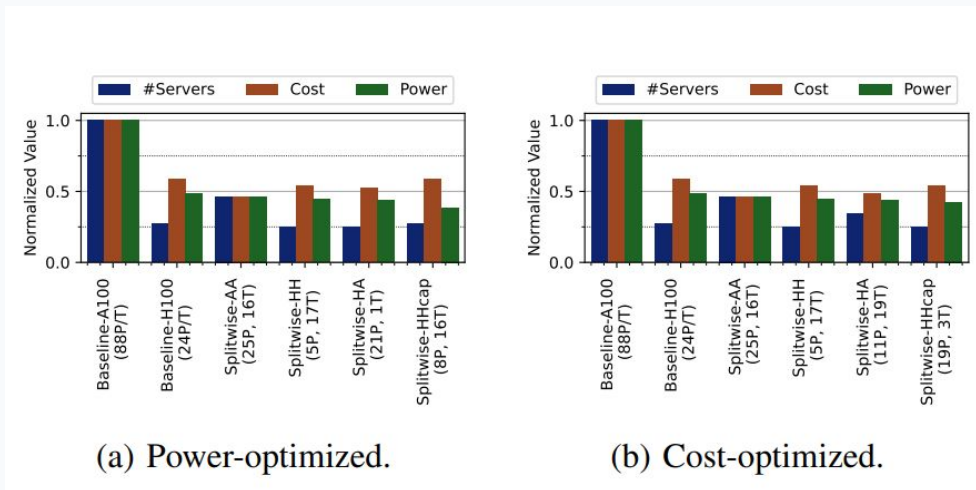 #Servers Cost Power
Normalized Value
1.0
0.5
0.0
Baseline-A100
(88P/T)
Baseline-H100
(24P/T)
Splitwise-AA
(25P, 16T)
Splitwise-HH
(5P, 17T)
Splitwise-HA
(21P, 1T)
Splitwise-HHcap
(8P, 16T)
(a) Power-optimized.
#Servers Cost Power
Normalized Value
1.0
0.5
0.0
Baseline-A100
(88P/T)
Baseline-H100
(24P/T)
Splitwise-AA
(25P, 16T)
Splitwise-HH
(5P, 17T)
Splitwise-HA
(11P, 19T)
Splitwise-HHcap
(19P, 3T)
(b) Cost-optimized.